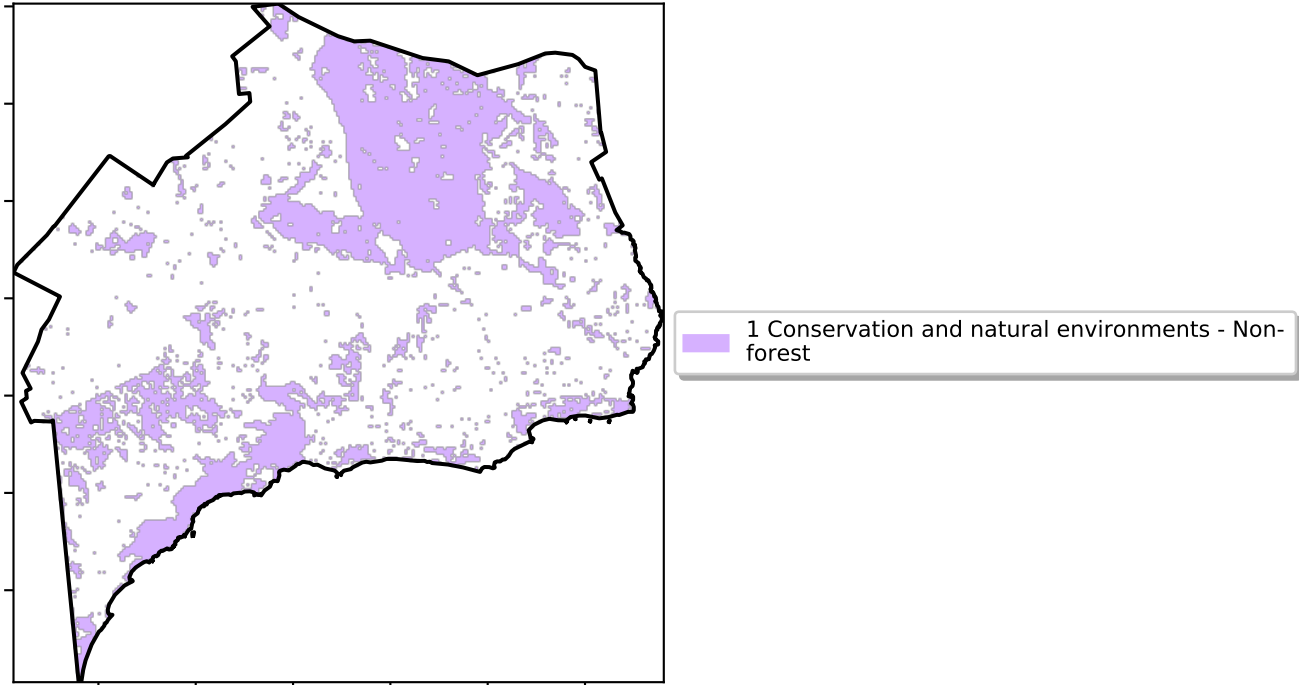 1 Conservation and natural environments - Non-
forest